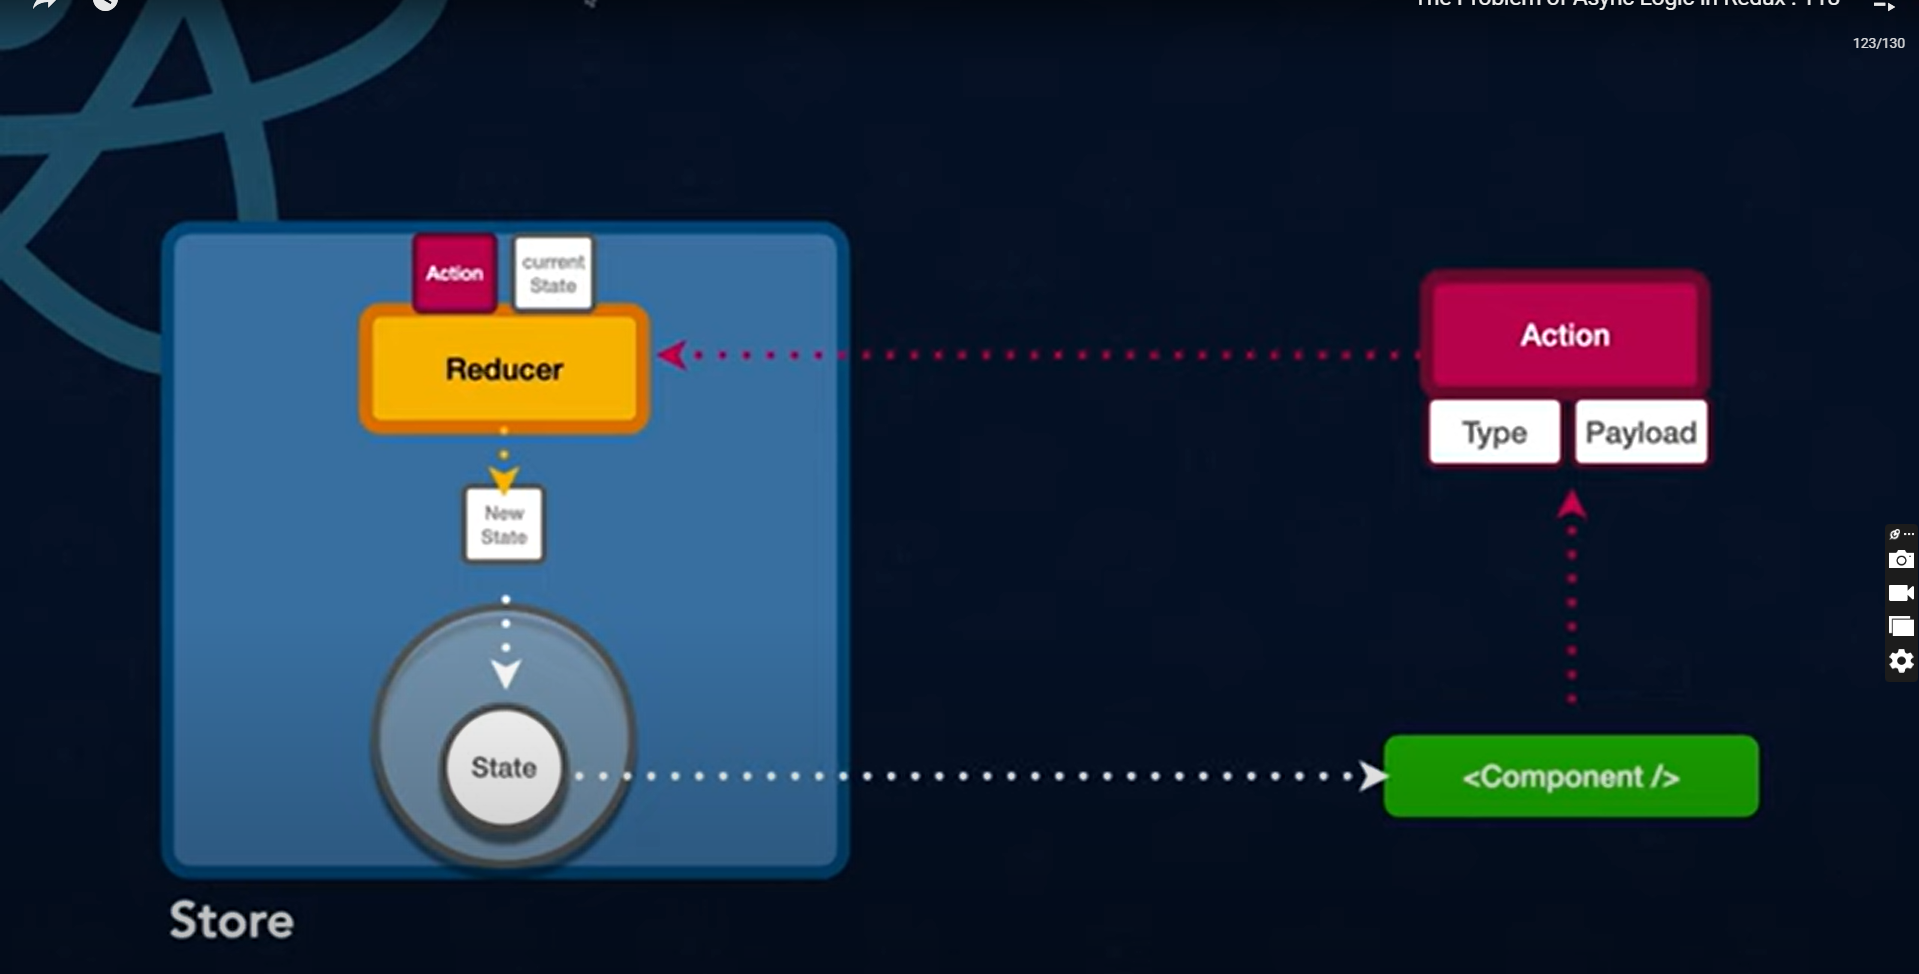 123/130
Action
current
State
Reducer
Action
Type
Payload
New
State
State
<Component />
Store